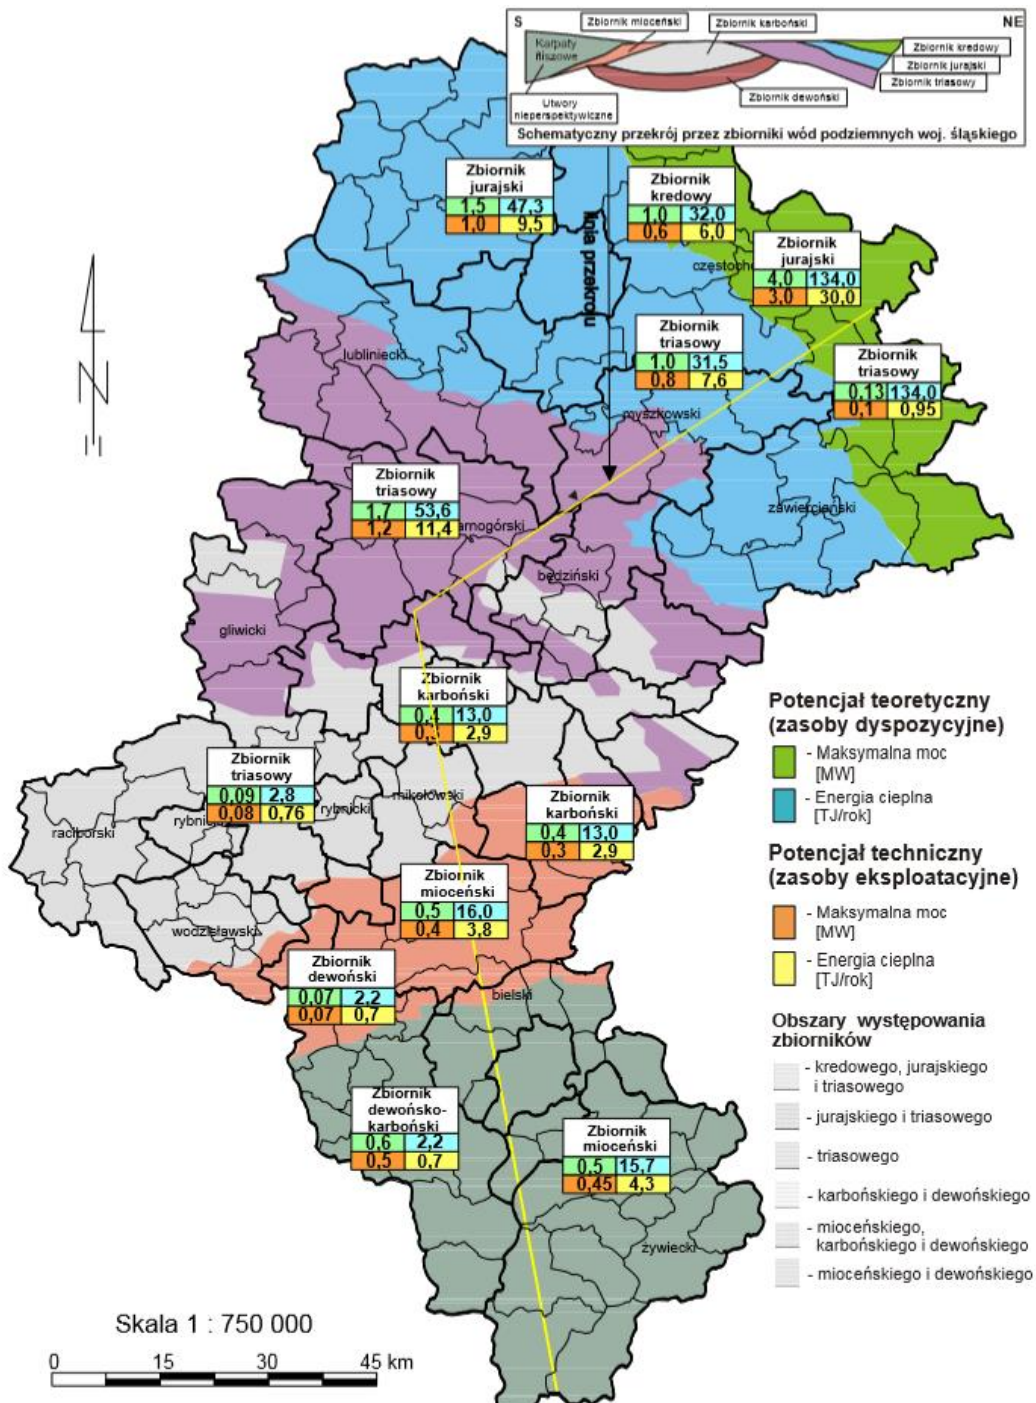 S
NE
Zbiornik mioceński
Zbiornik karboński
Karpaty
fliszowe
Zbiornik kredowy
Zbiornik jurajski
Zbiornik triasowy
Zbiornik dewoński
Utwory
nieperspektywiczne
Schematyczny przekrój przez zbiorniki wód podziemnych woj. śląskiego
Zbiornik
jurajski
1,5 47,3
1,0 9,5
Zbiornik
kredowy
1,0 32,0
0,6 6,0
linia przekroju
często
Zbiornik
jurajski
4,0 134,0
3,0 30,0
Zbiornik
triasowy
1,0 31,5
0,8 7,6
Zbiornik
triasowy
0,13 134,0
0,1 0,95
lubliniecki
myszkowski
Zbiornik
triasowy
1,7 53,6
1,2 11,4
arnogórski
zawierciański
będziński
gliwicki
Zbiornik
karboński
0,4 13,0
0,3 2,9
Zbiornik
triasowy
0,09 2,8
0,08 0,76
raciborski
rybnic
rybnicki
mikołowski
Zbiornik
karboński
0,4 13,0
0,3 2,9
Zbiornik
mioceński
0,5 16,0
0,4 3,8
wodzisławski
Zbiornik
dewoński
0,07 2,2
0,07 0,7
bielski
Zbiornik
dewońsko-
karboński
0,6 2,2
0,5 0,7
Zbiornik
mioceński
0,5 15,7
0,45 4,3
żywiecki
Potencjał teoretyczny
(zasoby dyspozycyjne)
- Maksymalna moc
[MW]
- Energia cieplna
[TJ/rok]
Potencjał techniczny
(zasoby eksploatacyjne)
- Maksymalna moc
[MW]
- Energia cieplna
[TJ/rok]
Obszary występowania
zbiorników
- kredowego, jurajskiego
i triasowego
- jurajskiego i triasowego
- triasowego
- karbońskiego i dewońskiego
- mioceńskiego,
karbońskiego i dewońskiego
- mioceńskiego i dewońskiego
N
Skala 1 : 750 000
0 15 30 45 km